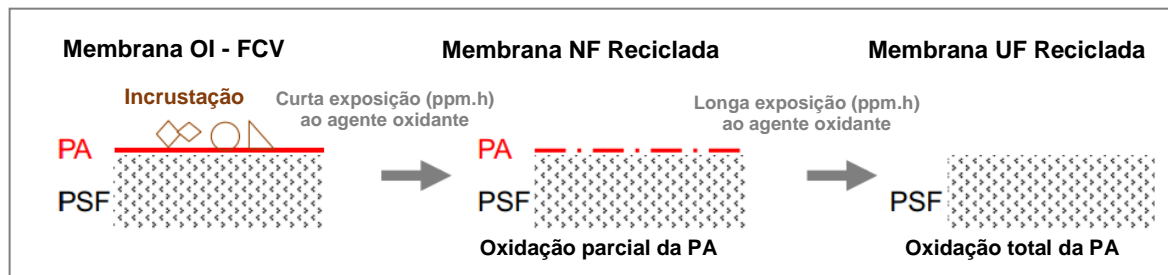 Membrana OI - FCV
Membrana NF Reciclada
Membrana UF Reciclada
Incrustação
Curta exposição (ppm.h)
ao agente oxidante
Longa exposição (ppm.h)
ao agente oxidante
PA
PSF
PA
PSF
PSF
Oxidação parcial da PA
Oxidação total da PA